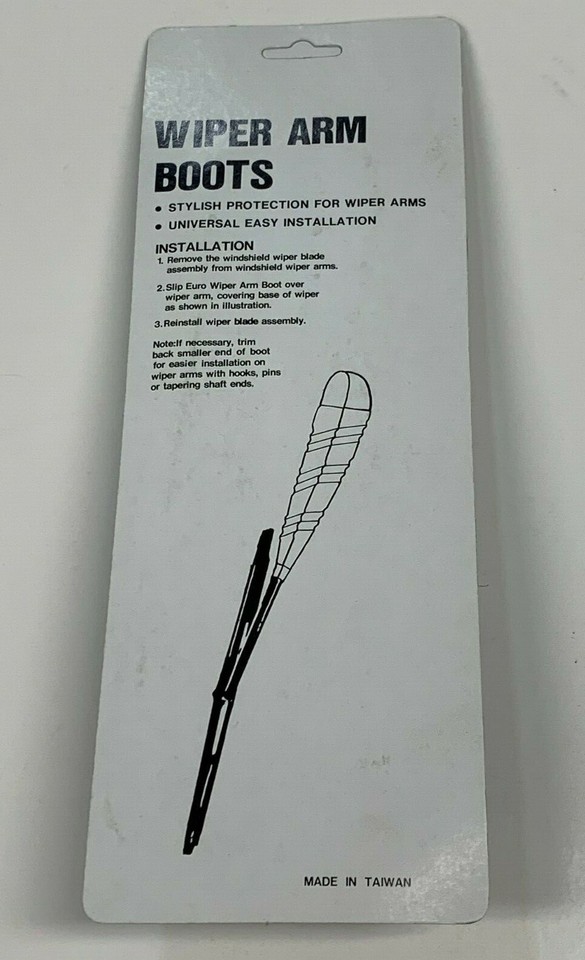 WIPER ARM
BOOTS
• STYLISH PROTECTION FOR WIPER ARMS
• UNIVERSAL EASY INSTALLATION
INSTALLATION
1. Remove the windshield wiper blade
assembly from windshield wiper arms.
2.Slip Euro Wiper Arm Boot over
wiper arm, covering base of wiper
as shown in illustration.
3.Reinstall wiper blade assembly.
Note:If necessary, trim
back smaller end of boot
for easier installation on
wiper arms with hooks, pins
or tapering shaft ends.
MADE IN TAIWAN